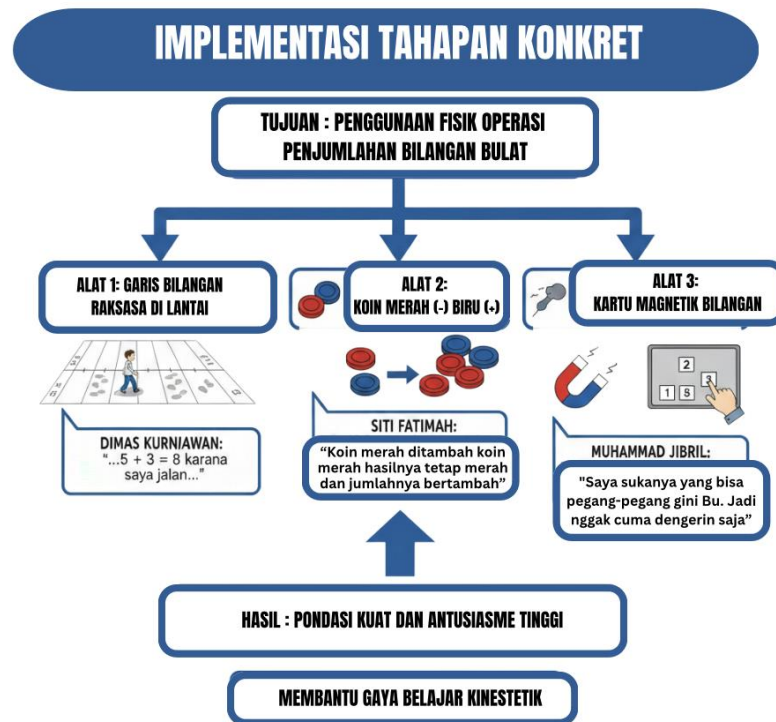 IMPLEMENTASI TAHAPAN KONKRET
TUJUAN : PENGGUNAAN FISIK OPERASI
PENJUMLAHAN BILANGAN BULAT
ALAT 1: GARIS BILANGAN
RAKSASA DI LANTAI
ALAT 2:
KOIN MERAH (-) BIRU (+)
ALAT 3:
KARTU MAGNETIK BILANGAN
DIMAS KURNIAWAN:
"...5 + 3 = 8 karana
saya jalan..."
SITI FATIMAH:
“Koin merah ditambah koin
merah hasilnya tetap merah
dan jumlahnya bertambah”
2
3
1
MUHAMMAD JIBRIL:
"Saya sukanya yang bisa
pegang-pegang gini Bu. Jadi
nggak cuma dengerin saja”
HASIL : PONDASI KUAT DAN ANTUSIASME TINGGI
MEMBANTU GAYA BELAJAR KINESTETIK